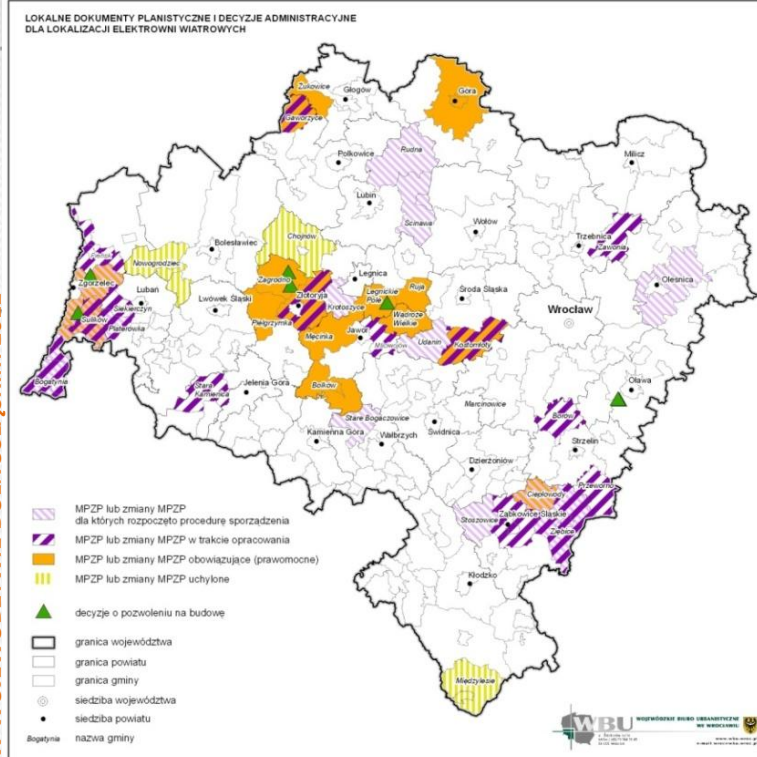 LOKALNE DOKUMENTY PLANISTYCZNE I DECYZJE ADMINISTRACYJNE
DLA LOKALIZACJI ELEKTROWNI WIATROWYCH
Żukowice
Głogów
Góra
Gaworzyce
Polkowice
Rudna
Milicz
Lubin
Ścinawa
Wołów
Trzebnica
Zawonia
Chojnów
Bolesławiec
Nowogrodziec
Zgorzelec
Lubań
Lwówek Śląski
Zagrodno
Złotoryja
Legnica
Krotoszyce
Legnickie
Pole
Ruja
Środa Śląska
Oleśnica
Wrocław
Siekierczyn
Sulików
Platerówka
Pielgrzymka
Męcinka
Jawor
Wądroże
Wielkie
Mściwojów
Udanin
Kostomłoty
Bogatynia
Stara
Kamienica
Jelenia Góra
Bolków
Marcinowice
Oława
Borów
Kamienna Góra
Stare Bogaczowice
Wałbrzych
Świdnica
Strzelin
Dzierżoniów
Przeworno
Ciepłowody
Stoszowice
Ząbkowice Śląskie
Ziębice
Kłodzko
Międzylesie
MPZP lub zmiany MPZP
dla których rozpoczęto procedurę sporządzenia
MPZP lub zmiany MPZP w trakcie opracowania
MPZP lub zmiany MPZP obowiązujące (prawomocne)
MPZP lub zmiany MPZP uchylone
decyzje o pozwoleniu na budowę
granica województwa
granica powiatu
granica gminy
siedziba województwa
siedziba powiatu
Bogatynia nazwa gminy
WBU
WOJEWÓDZKIE BIURO URBANISTYCZNE
WE WROCŁAWIU